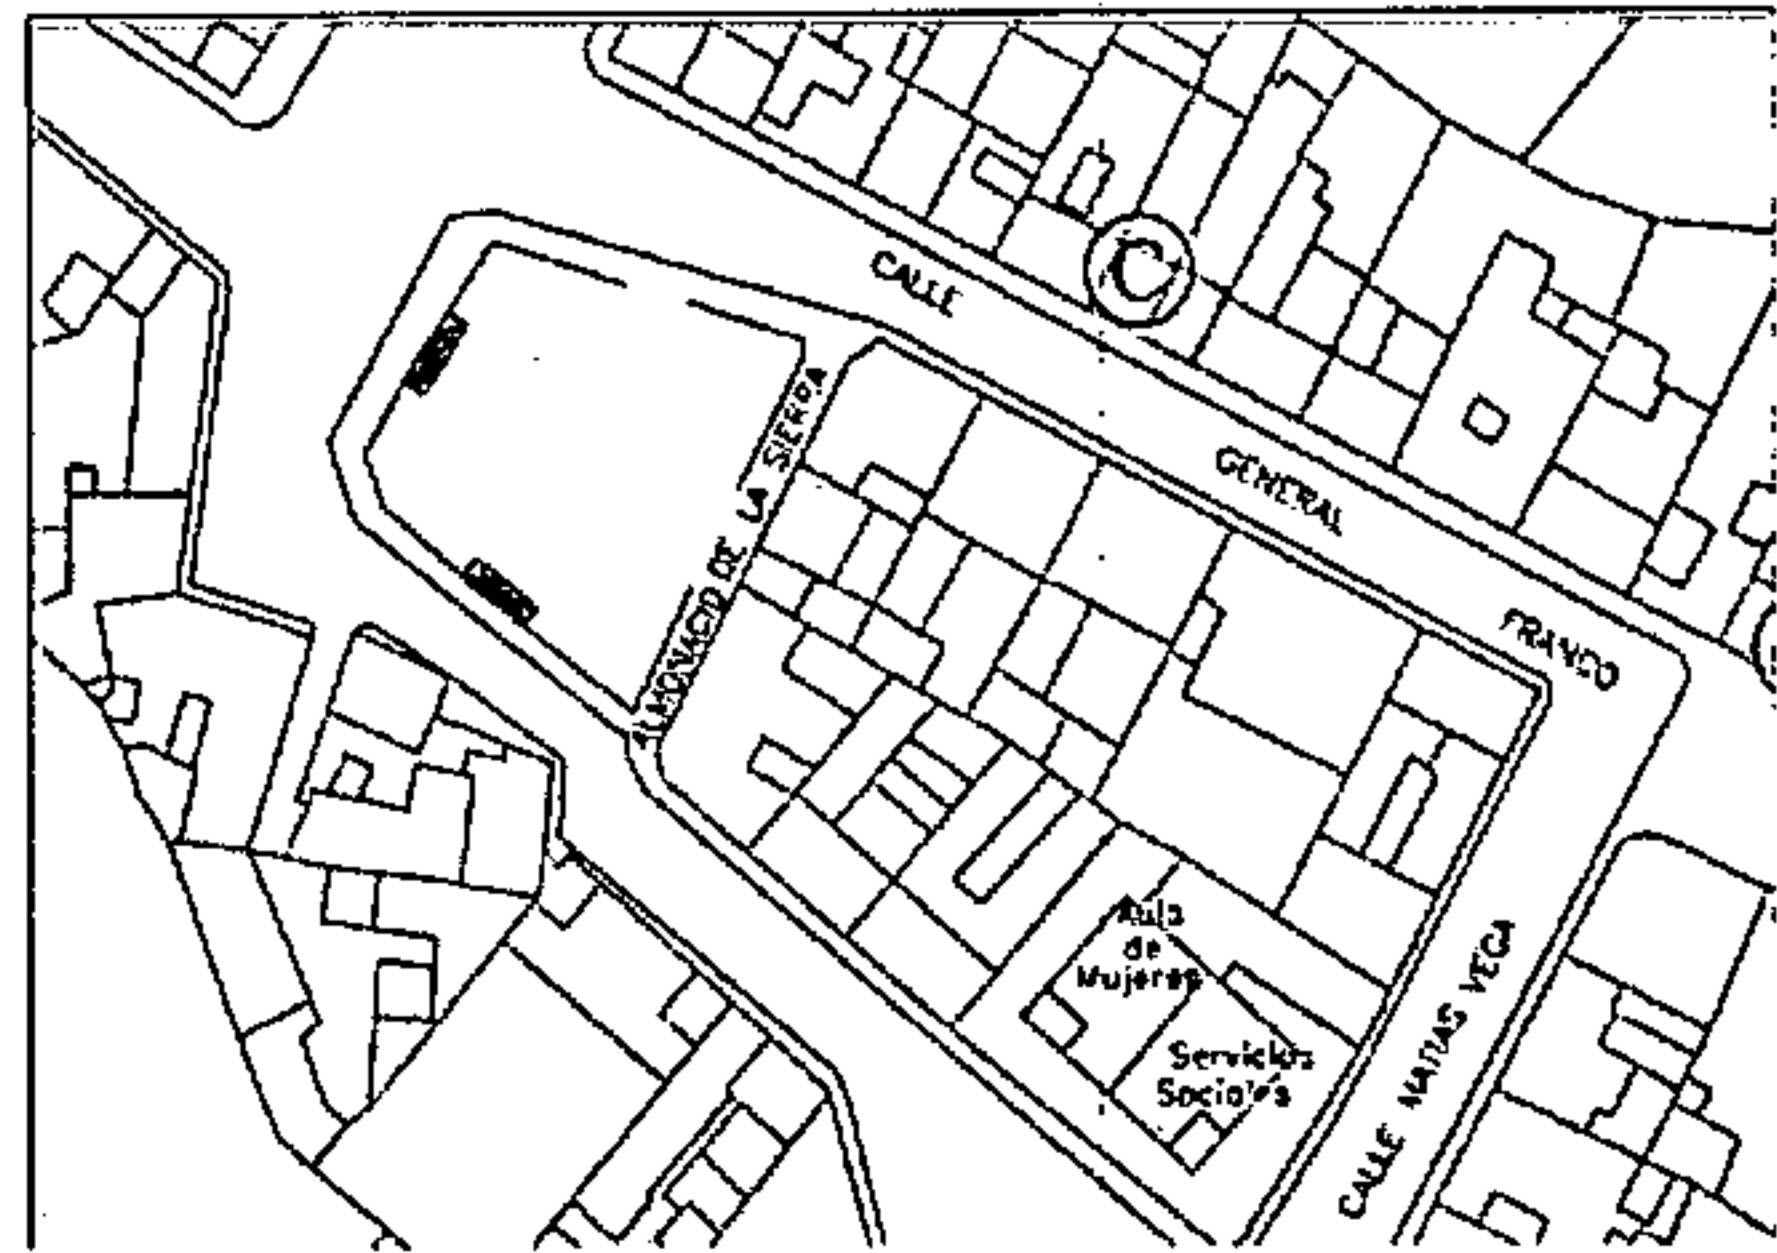 C
CALLE
GENERAL
FRANCO
ALMONACID DE LA SIERRA
Aula
de
Mujeres
Servicios
Sociales
CALLE MATIAS VEGA